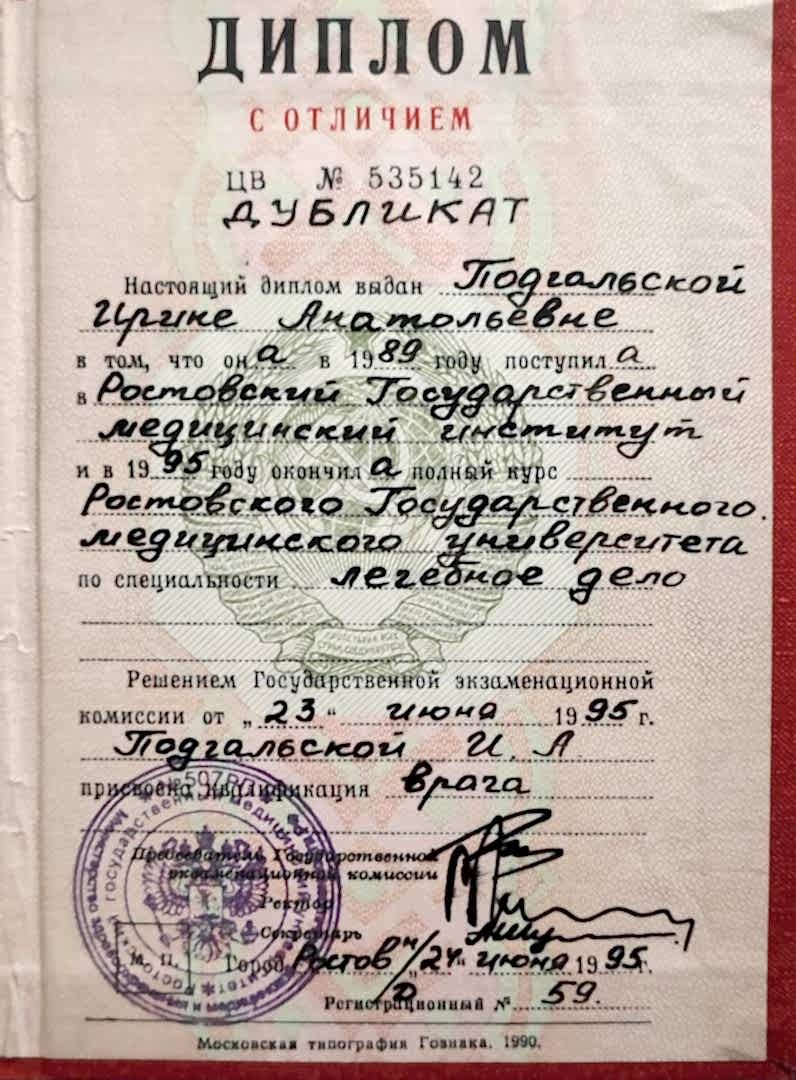 ДИПЛОМ
С ОТЛИЧИЕМ
ЦВ № 535142
ДУБЛИКАТ
Настоящий диплом выдан Подгальской
Ирине Анатольевне
в том, что она в 1989 году поступила
в Ростовский Государственный
медицинский институт
и в 1995 году окончила полный курс
Ростовского Государственного
медицинского университета
по специальности лечебное дело
Решением Государственной экзаменационной
комиссии от „23“ июня 1995 г.
Подгальской И. А
присвоена квалификация врача
Председатель Государственной
экзаменационной комиссии
Ректор
Секретарь
М. П. Город Ростов н/Д „24“ июня 1995 г.
Регистрационный № 59.
Московская типография Гознака. 1990.